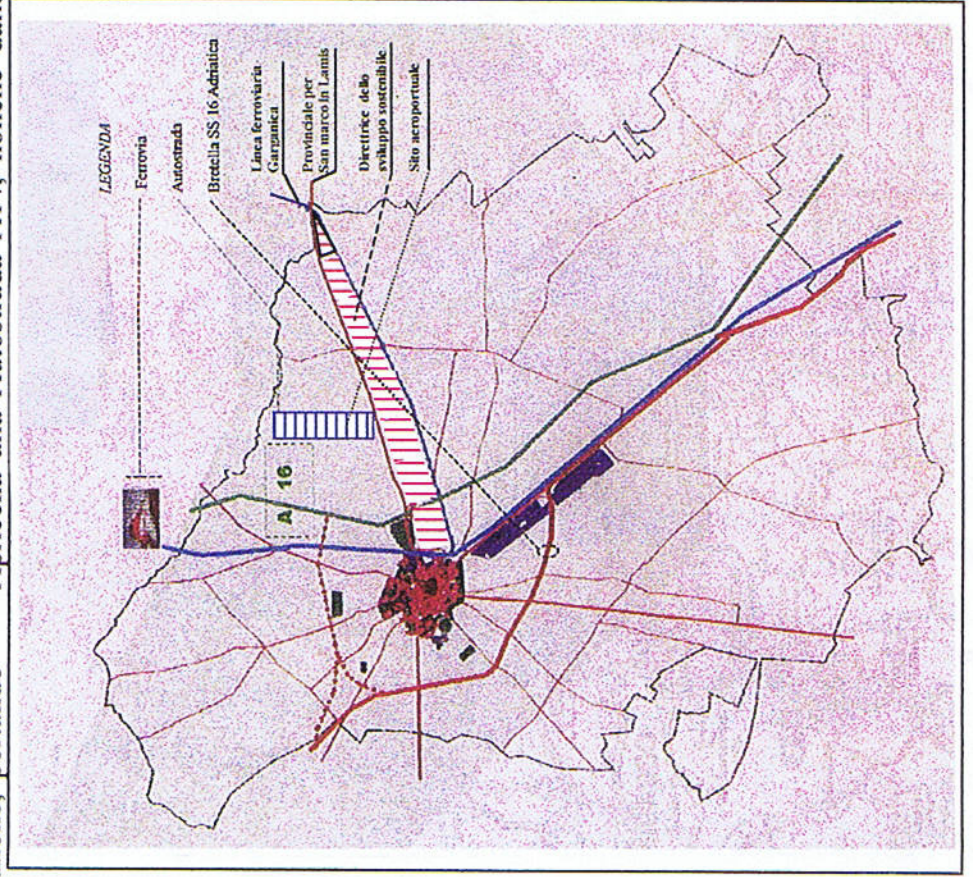 LEGENDA
Ferrovia
Autostrada
Bretella SS 16 Adriatica
Linea ferroviaria
Garganica
Provinciale per
San marco in Lamis
Direttrice dello
sviluppo sostenibile
Sito aeroportuale
A 16